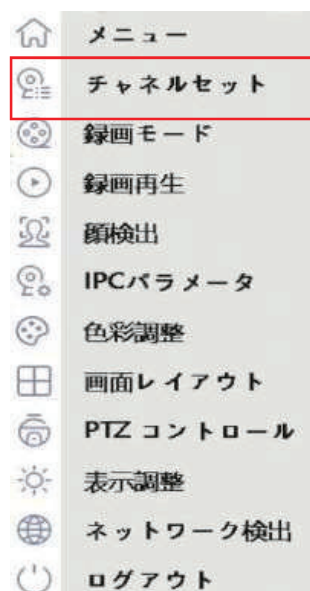 メニュー
チャネルセット
録画モード
録画再生
顔検出
IPCパラメータ
色彩調整
画面レイアウト
PTZ コントロール
表示調整
ネットワーク検出
ログアウト